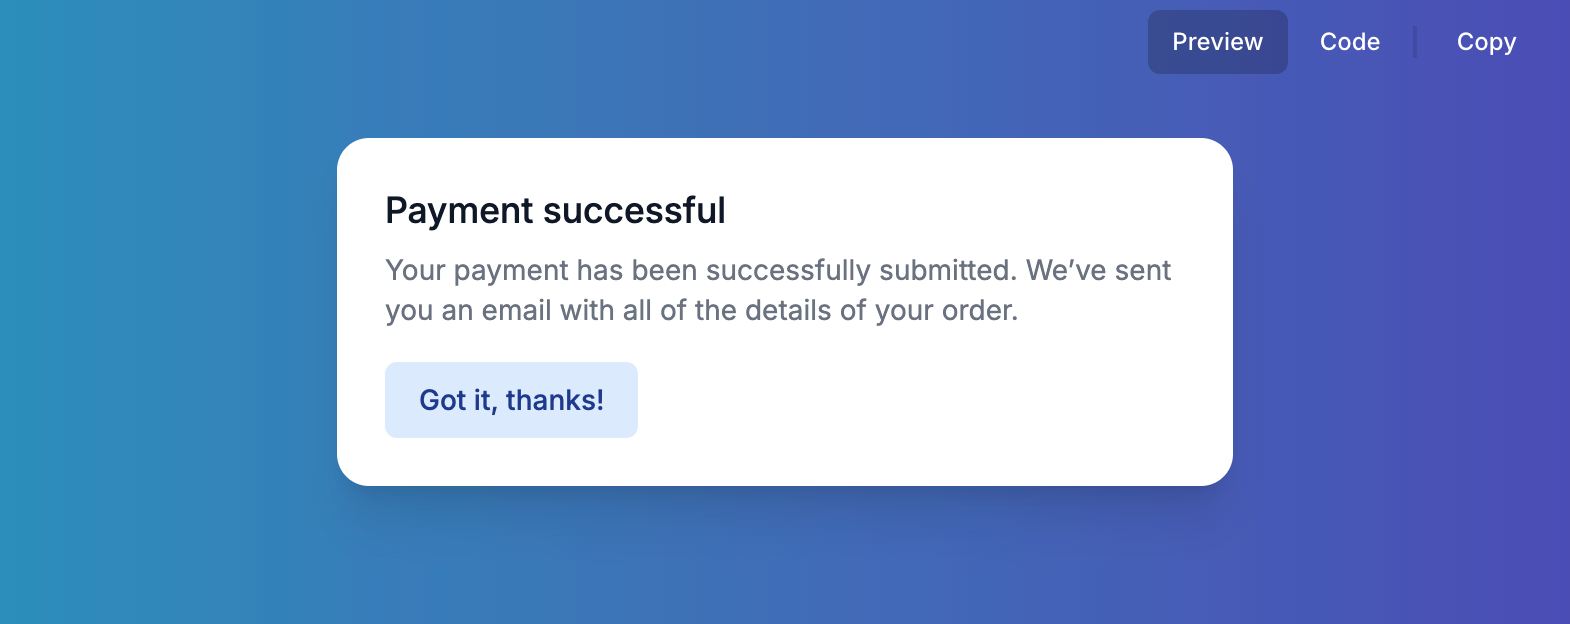 Preview Code Copy
Payment successful
Your payment has been successfully submitted. We’ve sent
you an email with all of the details of your order.
Got it, thanks!